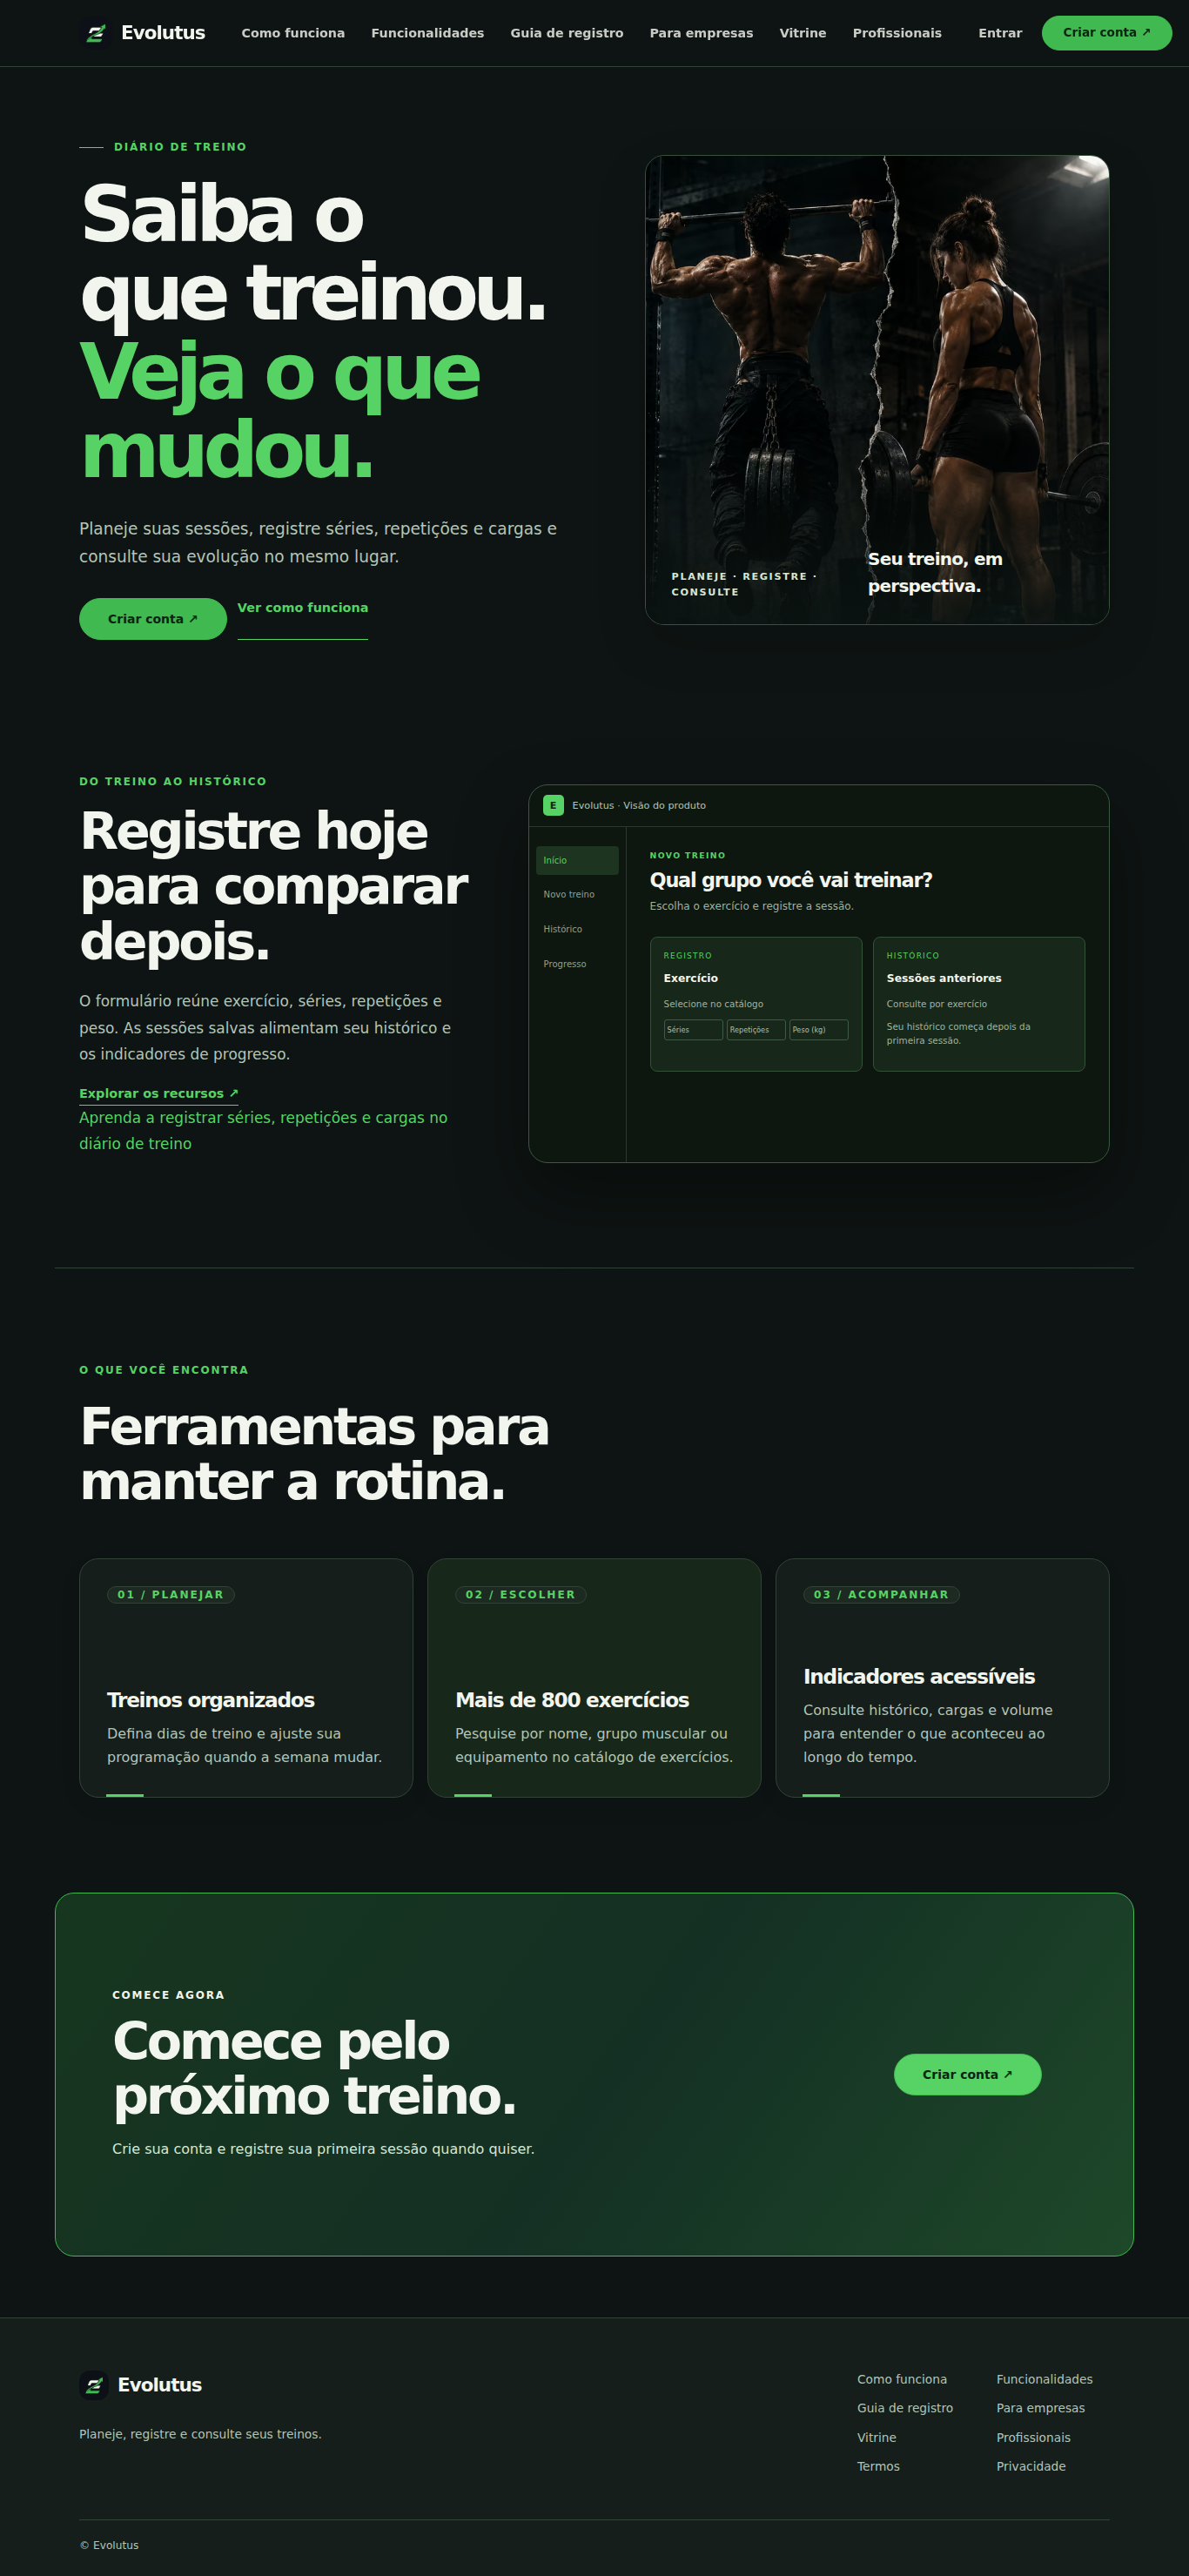 Evolutus
Como funciona
Funcionalidades
Guia de registro
Para empresas
Vitrine
Profissionais
Entrar
Criar conta ↗
DIÁRIO DE TREINO
Saiba o
que treinou.
Veja o que
mudou.
Planeje suas sessões, registre séries, repetições e cargas e
consulte sua evolução no mesmo lugar.
Criar conta ↗
Ver como funciona
PLANEJE · REGISTRE ·
CONSULTE
Seu treino, em
perspectiva.
DO TREINO AO HISTÓRICO
Registre hoje
para comparar
depois.
O formulário reúne exercício, séries, repetições e
peso. As sessões salvas alimentam seu histórico e
os indicadores de progresso.
Explorar os recursos ↗
Aprenda a registrar séries, repetições e cargas no
diário de treino
E
Evolutus · Visão do produto
Início
Novo treino
Histórico
Progresso
NOVO TREINO
Qual grupo você vai treinar?
Escolha o exercício e registre a sessão.
REGISTRO
Exercício
Selecione no catálogo
Séries
Repetições
Peso (kg)
HISTÓRICO
Sessões anteriores
Consulte por exercício
Seu histórico começa depois da
primeira sessão.
O QUE VOCÊ ENCONTRA
Ferramentas para
manter a rotina.
01 / PLANEJAR
Treinos organizados
Defina dias de treino e ajuste sua
programação quando a semana mudar.
02 / ESCOLHER
Mais de 800 exercícios
Pesquise por nome, grupo muscular ou
equipamento no catálogo de exercícios.
03 / ACOMPANHAR
Indicadores acessíveis
Consulte histórico, cargas e volume
para entender o que aconteceu ao
longo do tempo.
COMECE AGORA
Comece pelo
próximo treino.
Crie sua conta e registre sua primeira sessão quando quiser.
Criar conta ↗
Evolutus
Planeje, registre e consulte seus treinos.
Como funciona
Funcionalidades
Guia de registro
Para empresas
Vitrine
Profissionais
Termos
Privacidade
© Evolutus